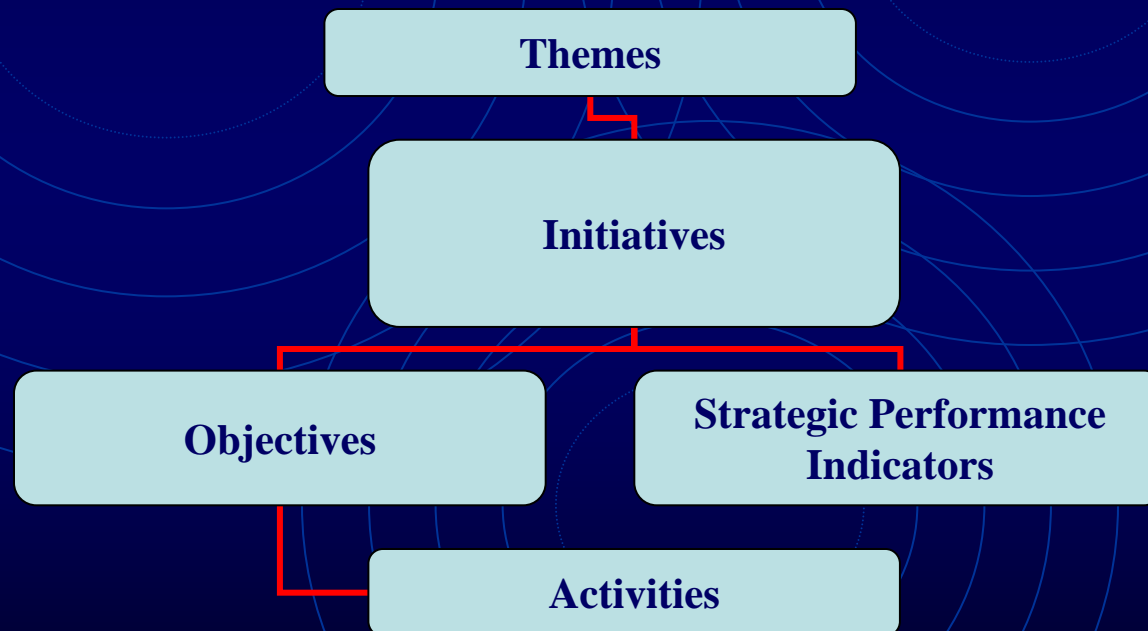 Themes
Initiatives
Objectives
Strategic Performance
Indicators
Activities